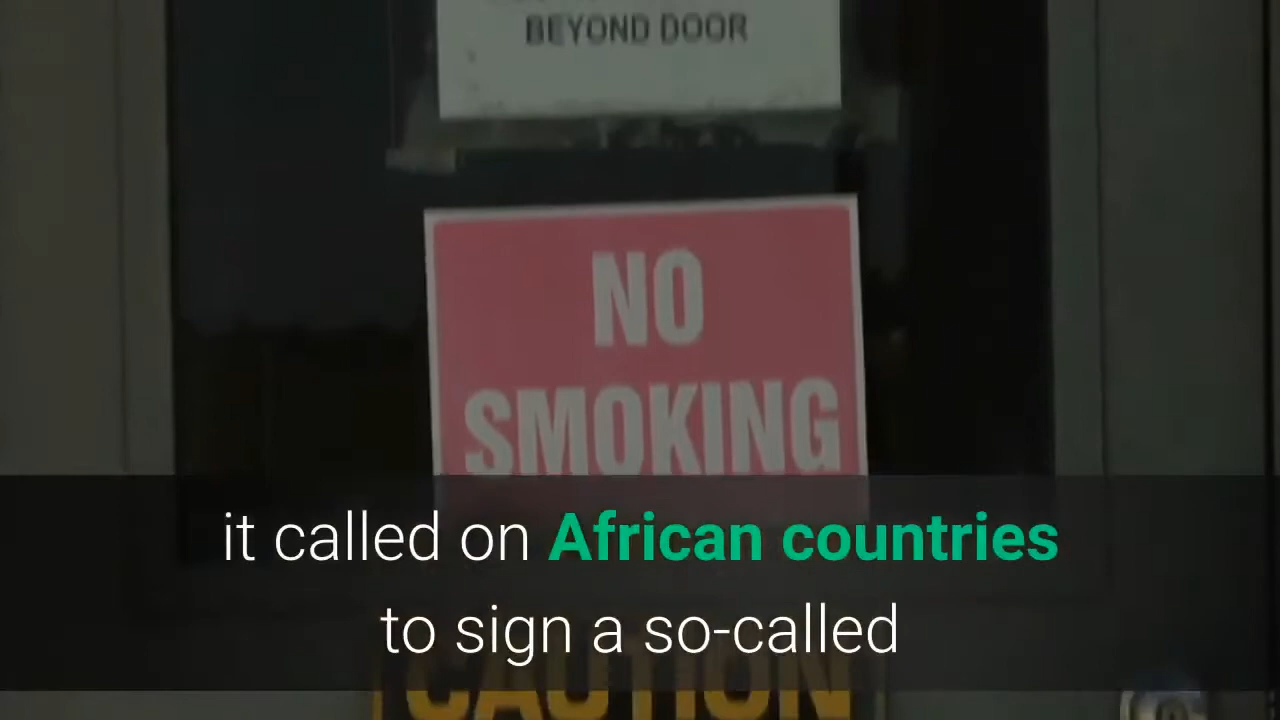 BEYOND DOOR
NO
SMOKING
it called on African countries
to sign a so-called
CAUTION